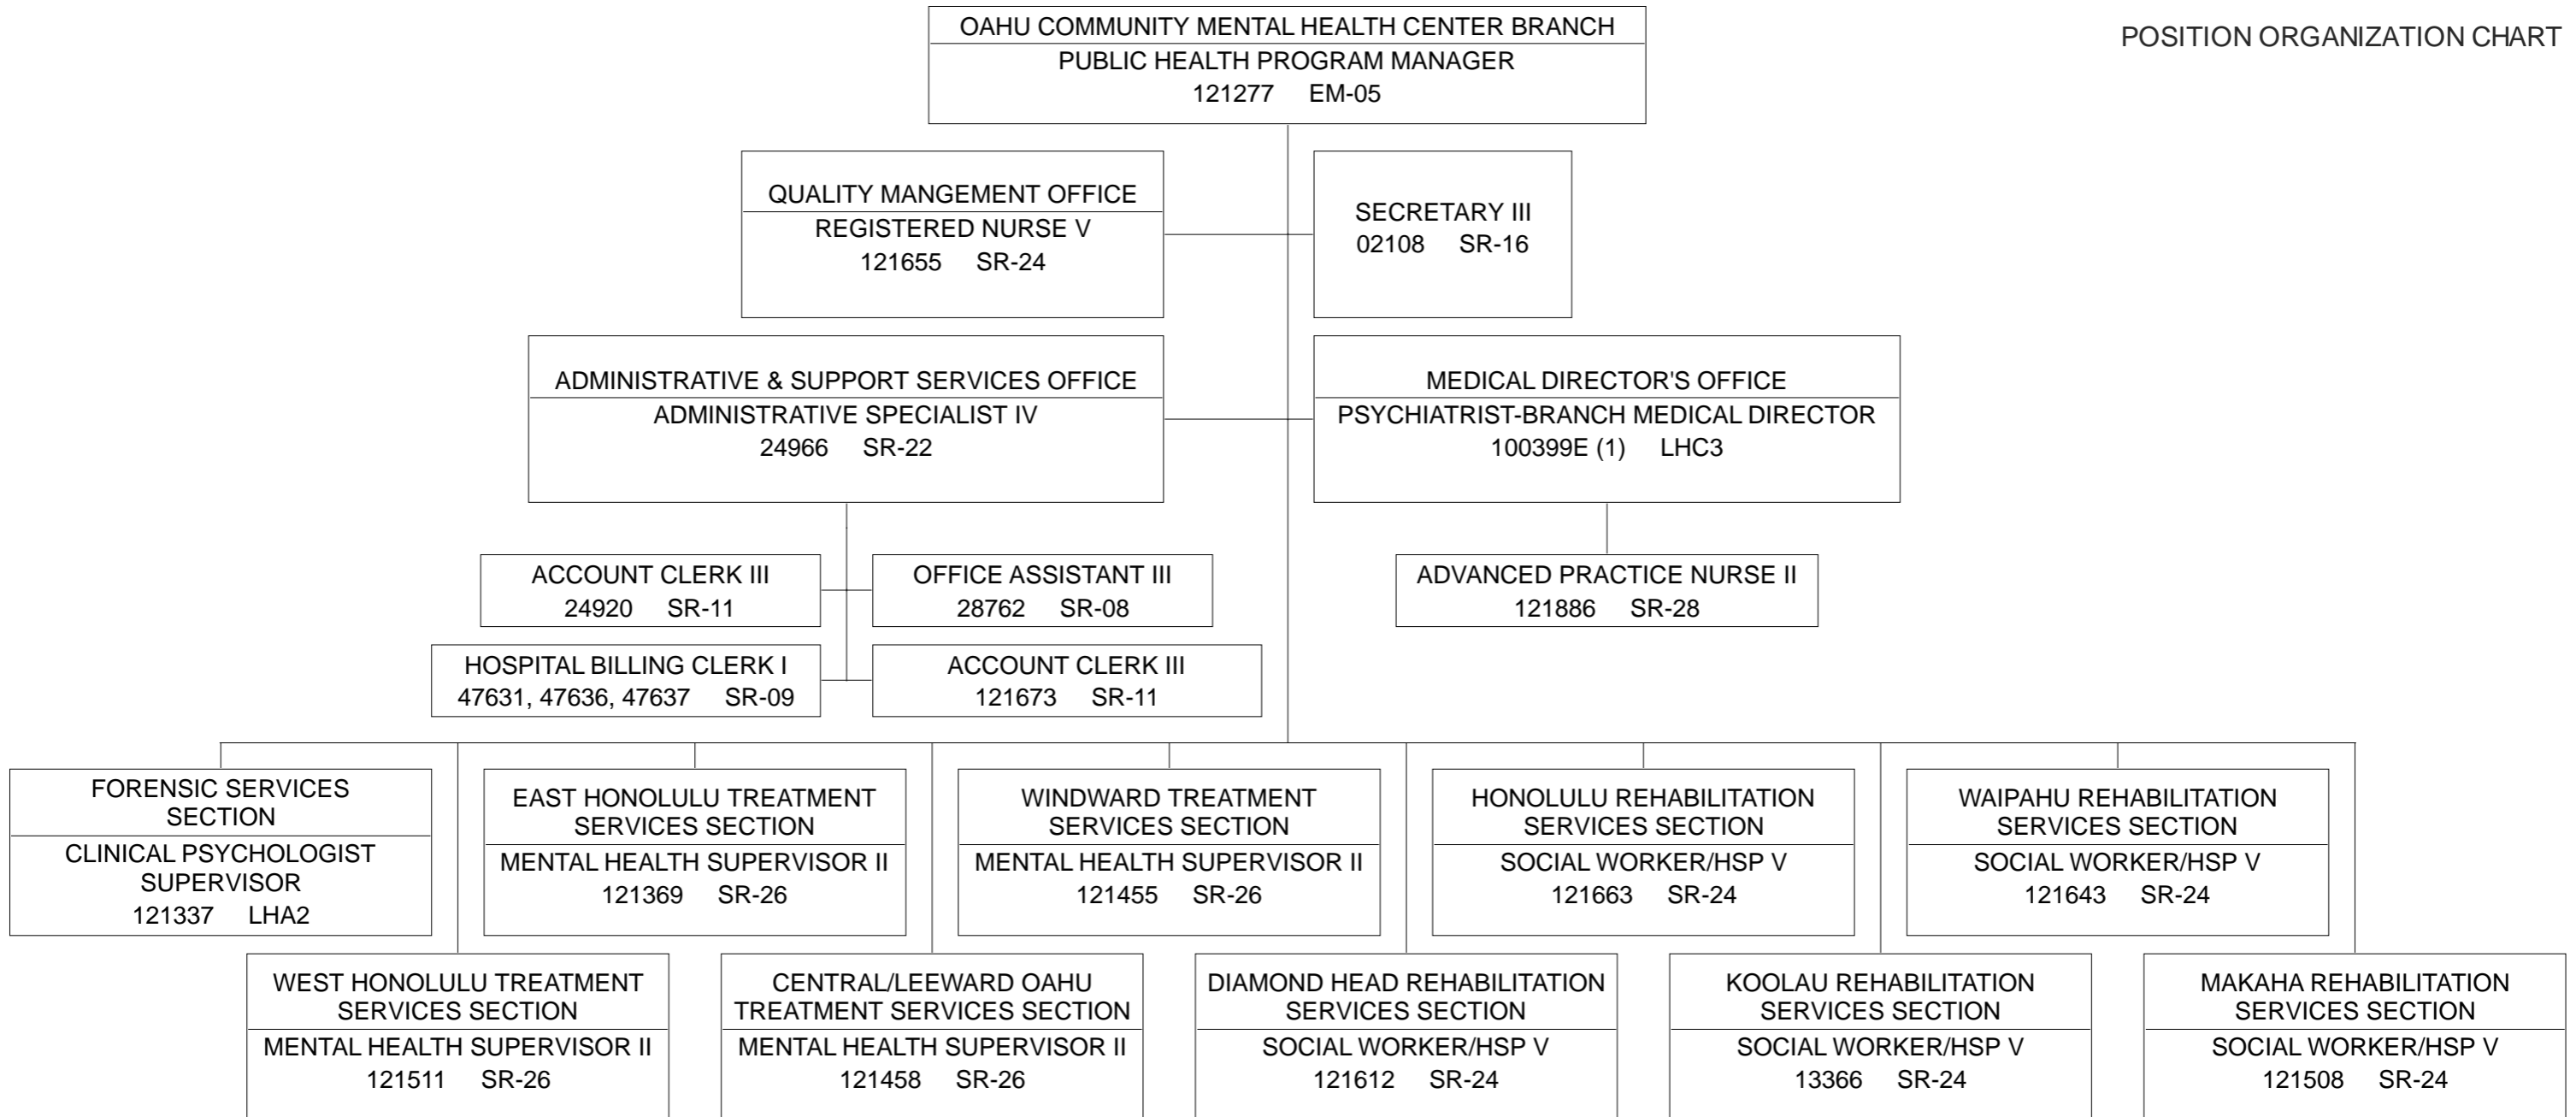 POSITION ORGANIZATION CHART
OAHU COMMUNITY MENTAL HEALTH CENTER BRANCH
PUBLIC HEALTH PROGRAM MANAGER
121277 EM-05
QUALITY MANGEMENT OFFICE
REGISTERED NURSE V
121655 SR-24
SECRETARY III
02108 SR-16
ADMINISTRATIVE & SUPPORT SERVICES OFFICE
ADMINISTRATIVE SPECIALIST IV
24966 SR-22
MEDICAL DIRECTOR'S OFFICE
PSYCHIATRIST-BRANCH MEDICAL DIRECTOR
100399E (1) LHC3
ACCOUNT CLERK III
24920 SR-11
OFFICE ASSISTANT III
28762 SR-08
ADVANCED PRACTICE NURSE II
121886 SR-28
HOSPITAL BILLING CLERK I
47631, 47636, 47637 SR-09
ACCOUNT CLERK III
121673 SR-11
FORENSIC SERVICES
SECTION
CLINICAL PSYCHOLOGIST
SUPERVISOR
121337 LHA2
EAST HONOLULU TREATMENT
SERVICES SECTION
MENTAL HEALTH SUPERVISOR II
121369 SR-26
WINDWARD TREATMENT
SERVICES SECTION
MENTAL HEALTH SUPERVISOR II
121455 SR-26
HONOLULU REHABILITATION
SERVICES SECTION
SOCIAL WORKER/HSP V
121663 SR-24
WAIPAHU REHABILITATION
SERVICES SECTION
SOCIAL WORKER/HSP V
121643 SR-24
WEST HONOLULU TREATMENT
SERVICES SECTION
MENTAL HEALTH SUPERVISOR II
121511 SR-26
CENTRAL/LEEWARD OAHU
TREATMENT SERVICES SECTION
MENTAL HEALTH SUPERVISOR II
121458 SR-26
DIAMOND HEAD REHABILITATION
SERVICES SECTION
SOCIAL WORKER/HSP V
121612 SR-24
KOOLAU REHABILITATION
SERVICES SECTION
SOCIAL WORKER/HSP V
13366 SR-24
MAKAHA REHABILITATION
SERVICES SECTION
SOCIAL WORKER/HSP V
121508 SR-24